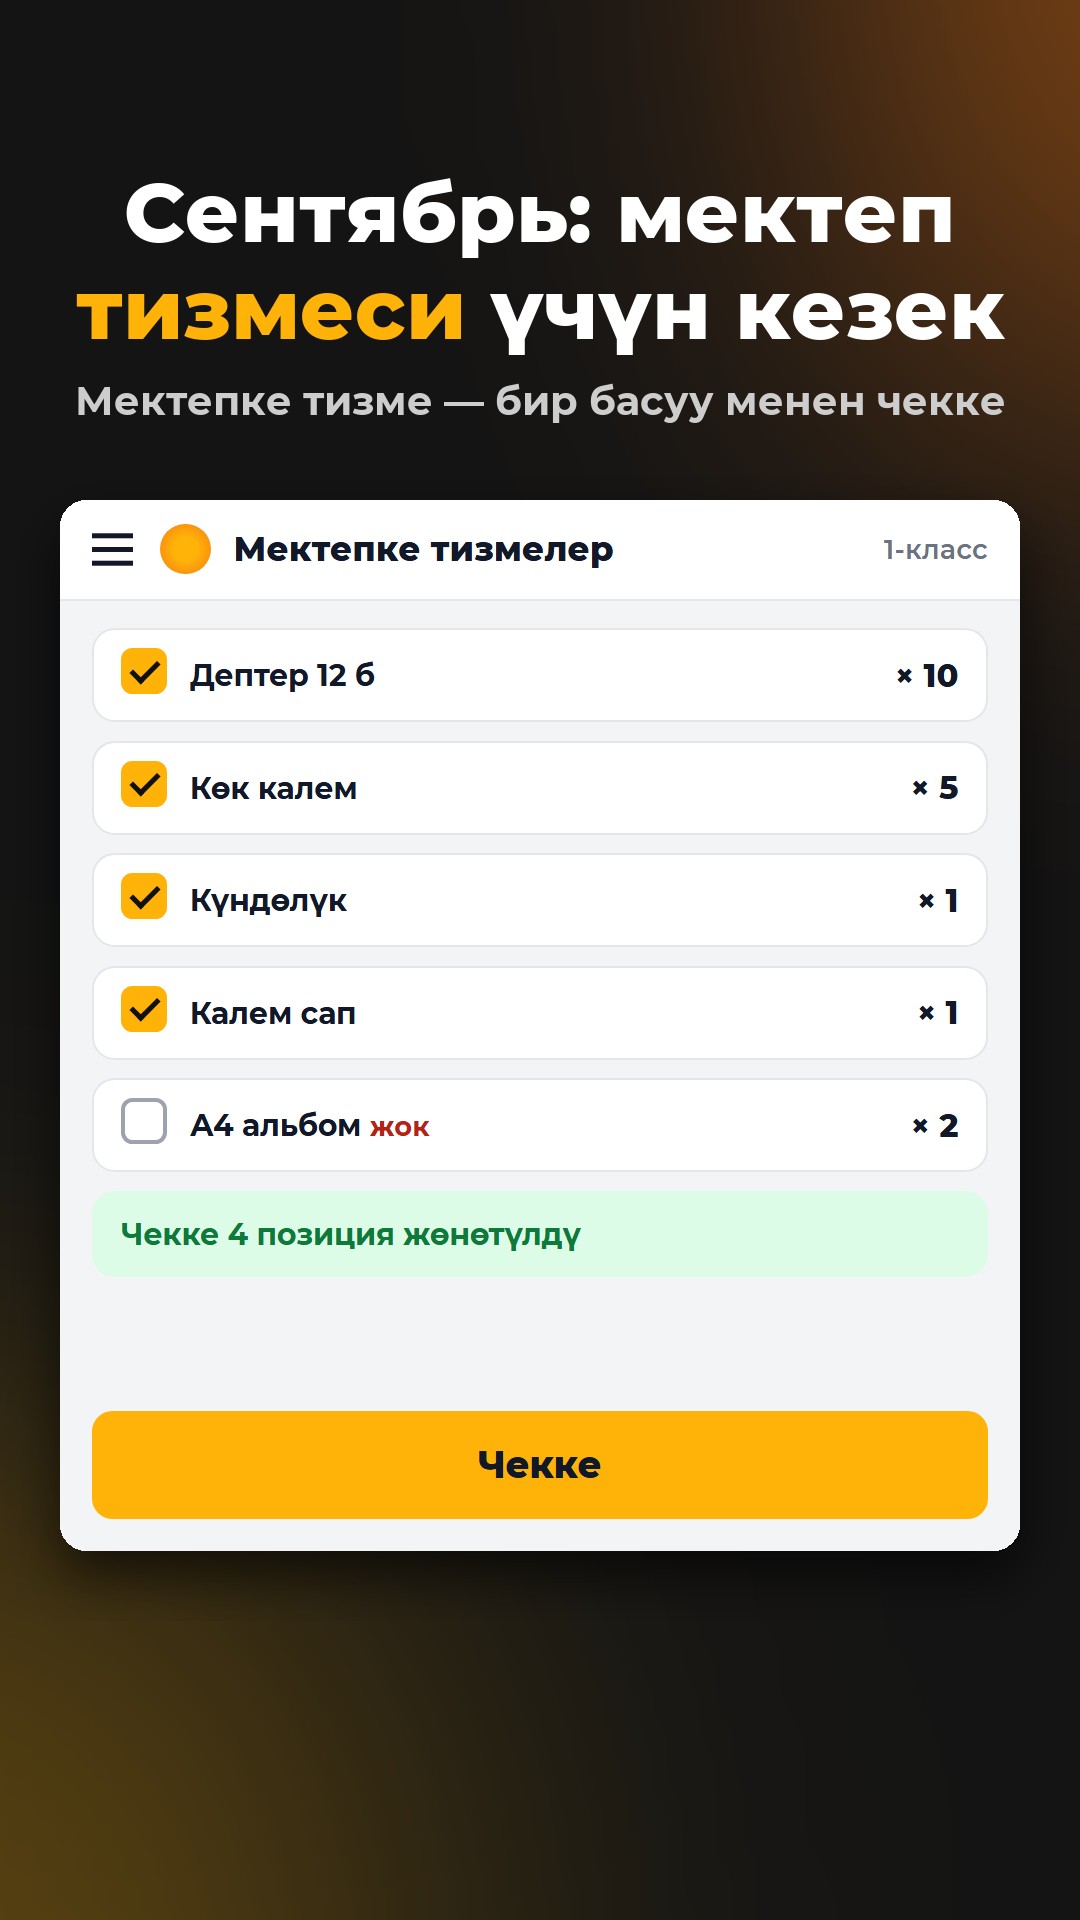 Сентябрь: мектеп
тизмеси үчүн кезек
Мектепке тизме — бир басуу менен чекке
Мектепке тизмелер
1-класс
Дептер 12 б × 10
Көк калем × 5
Күндөлүк × 1
Калем сап × 1
А4 альбом жок × 2
Чекке 4 позиция жөнөтүлдү
Чекке